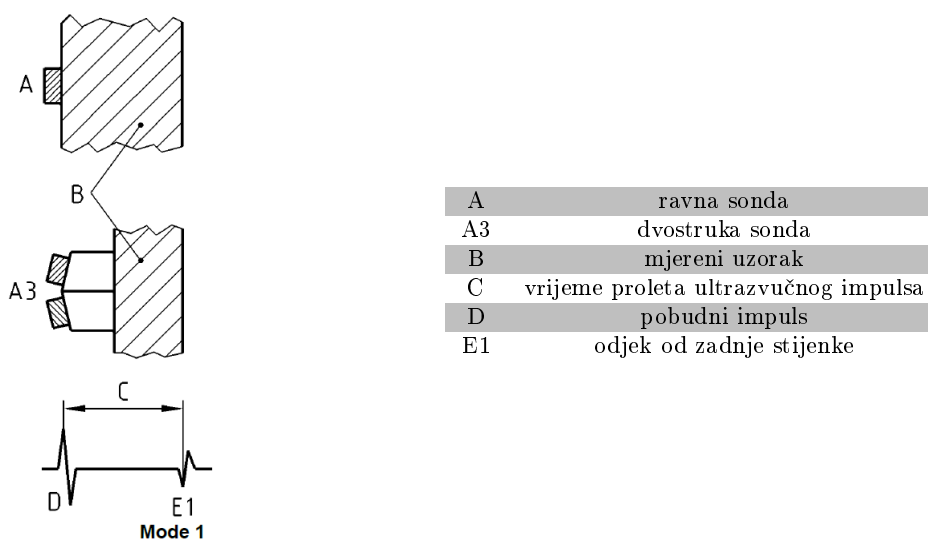 A
B
A3
C
D
E1
Mode 1
A ravna sonda
A3 dvostruka sonda
B mjereni uzorak
C vrijeme proleta ultrazvučnog impulsa
D pobudni impuls
E1 odjek od zadnje stijenke